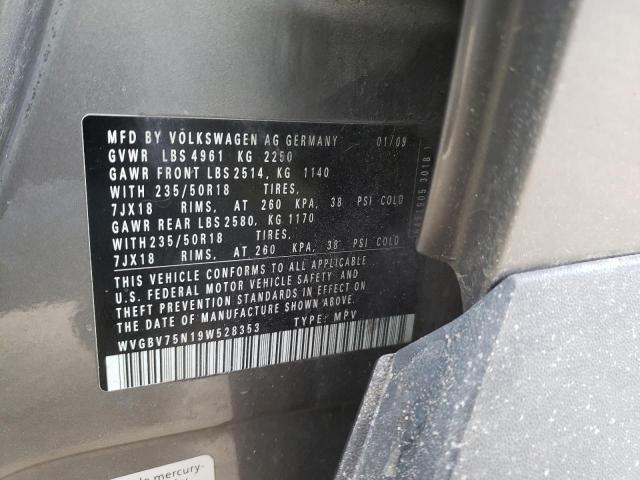 MFD BY VOLKSWAGEN AG GERMANY 01/09
GVWR LBS 4961 KG 2250
GAWR FRONT LBS 2514, KG 1140
WITH 235/50R18 TIRES,
7JX18 RIMS, AT 260 KPA, 38 PSI COLD
GAWR REAR LBS 2580, KG 1170
WITH 235/50R18 TIRES,
7JX18 RIMS, AT 260 KPA, 38 PSI COLD
THIS VEHICLE CONFORMS TO ALL APPLICABLE
U.S. FEDERAL MOTOR VEHICLE SAFETY AND
THEFT PREVENTION STANDARDS IN EFFECT ON
THE DATE OF MANUFACTURE SHOWN ABOVE.
WVGBV75N19W528353 TYPE: MPV
mercury-